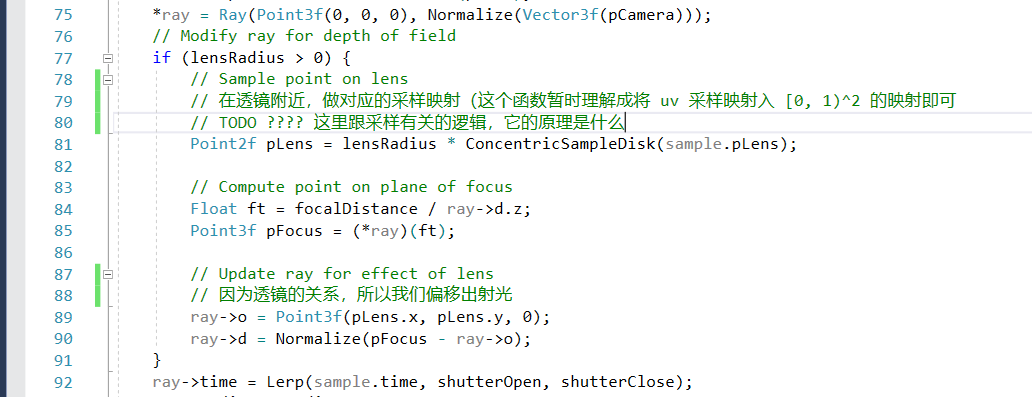 75 *ray = Ray(Point3f(0, 0, 0), Normalize(Vector3f(pCamera)));
76 // Modify ray for depth of field
77 if (lensRadius > 0) {
78 // Sample point on lens
79 // 在透镜附近，做对应的采样映射（这个函数暂时理解成将 uv 采样映射入 [0, 1)^2 的映射即可
80 // TODO ???? 这里跟采样有关的逻辑，它的原理是什么
81 Point2f pLens = lensRadius * ConcentricSampleDisk(sample.pLens);
82
83 // Compute point on plane of focus
84 Float ft = focalDistance / ray->d.z;
85 Point3f pFocus = (*ray)(ft);
86
87 // Update ray for effect of lens
88 // 因为透镜的关系，所以我们偏移出射光
89 ray->o = Point3f(pLens.x, pLens.y, 0);
90 ray->d = Normalize(pFocus - ray->o);
91 }
92 ray->time = Lerp(sample.time, shutterOpen, shutterClose);